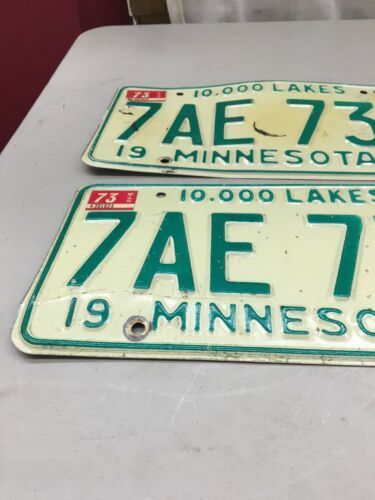 73
10.000 LAKES
7AE 73
19 MINNESOTA
73
10.000 LAKES
7AE 7
19 MINNESO